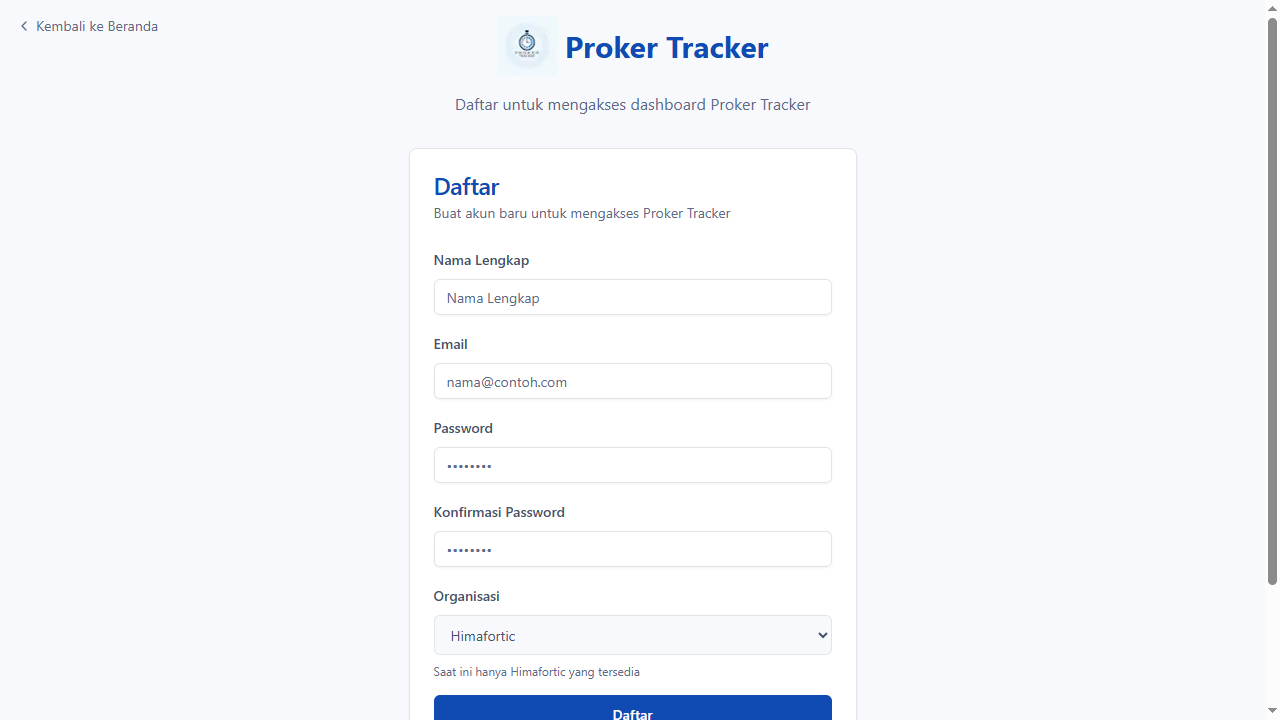 Kembali ke Beranda
Proker Tracker
Daftar untuk mengakses dashboard Proker Tracker
Daftar
Buat akun baru untuk mengakses Proker Tracker
Nama Lengkap
Nama Lengkap
Email
nama@contoh.com
Password
••••••••
Konfirmasi Password
••••••••
Organisasi
Himafortic
Saat ini hanya Himafortic yang tersedia
Daftar